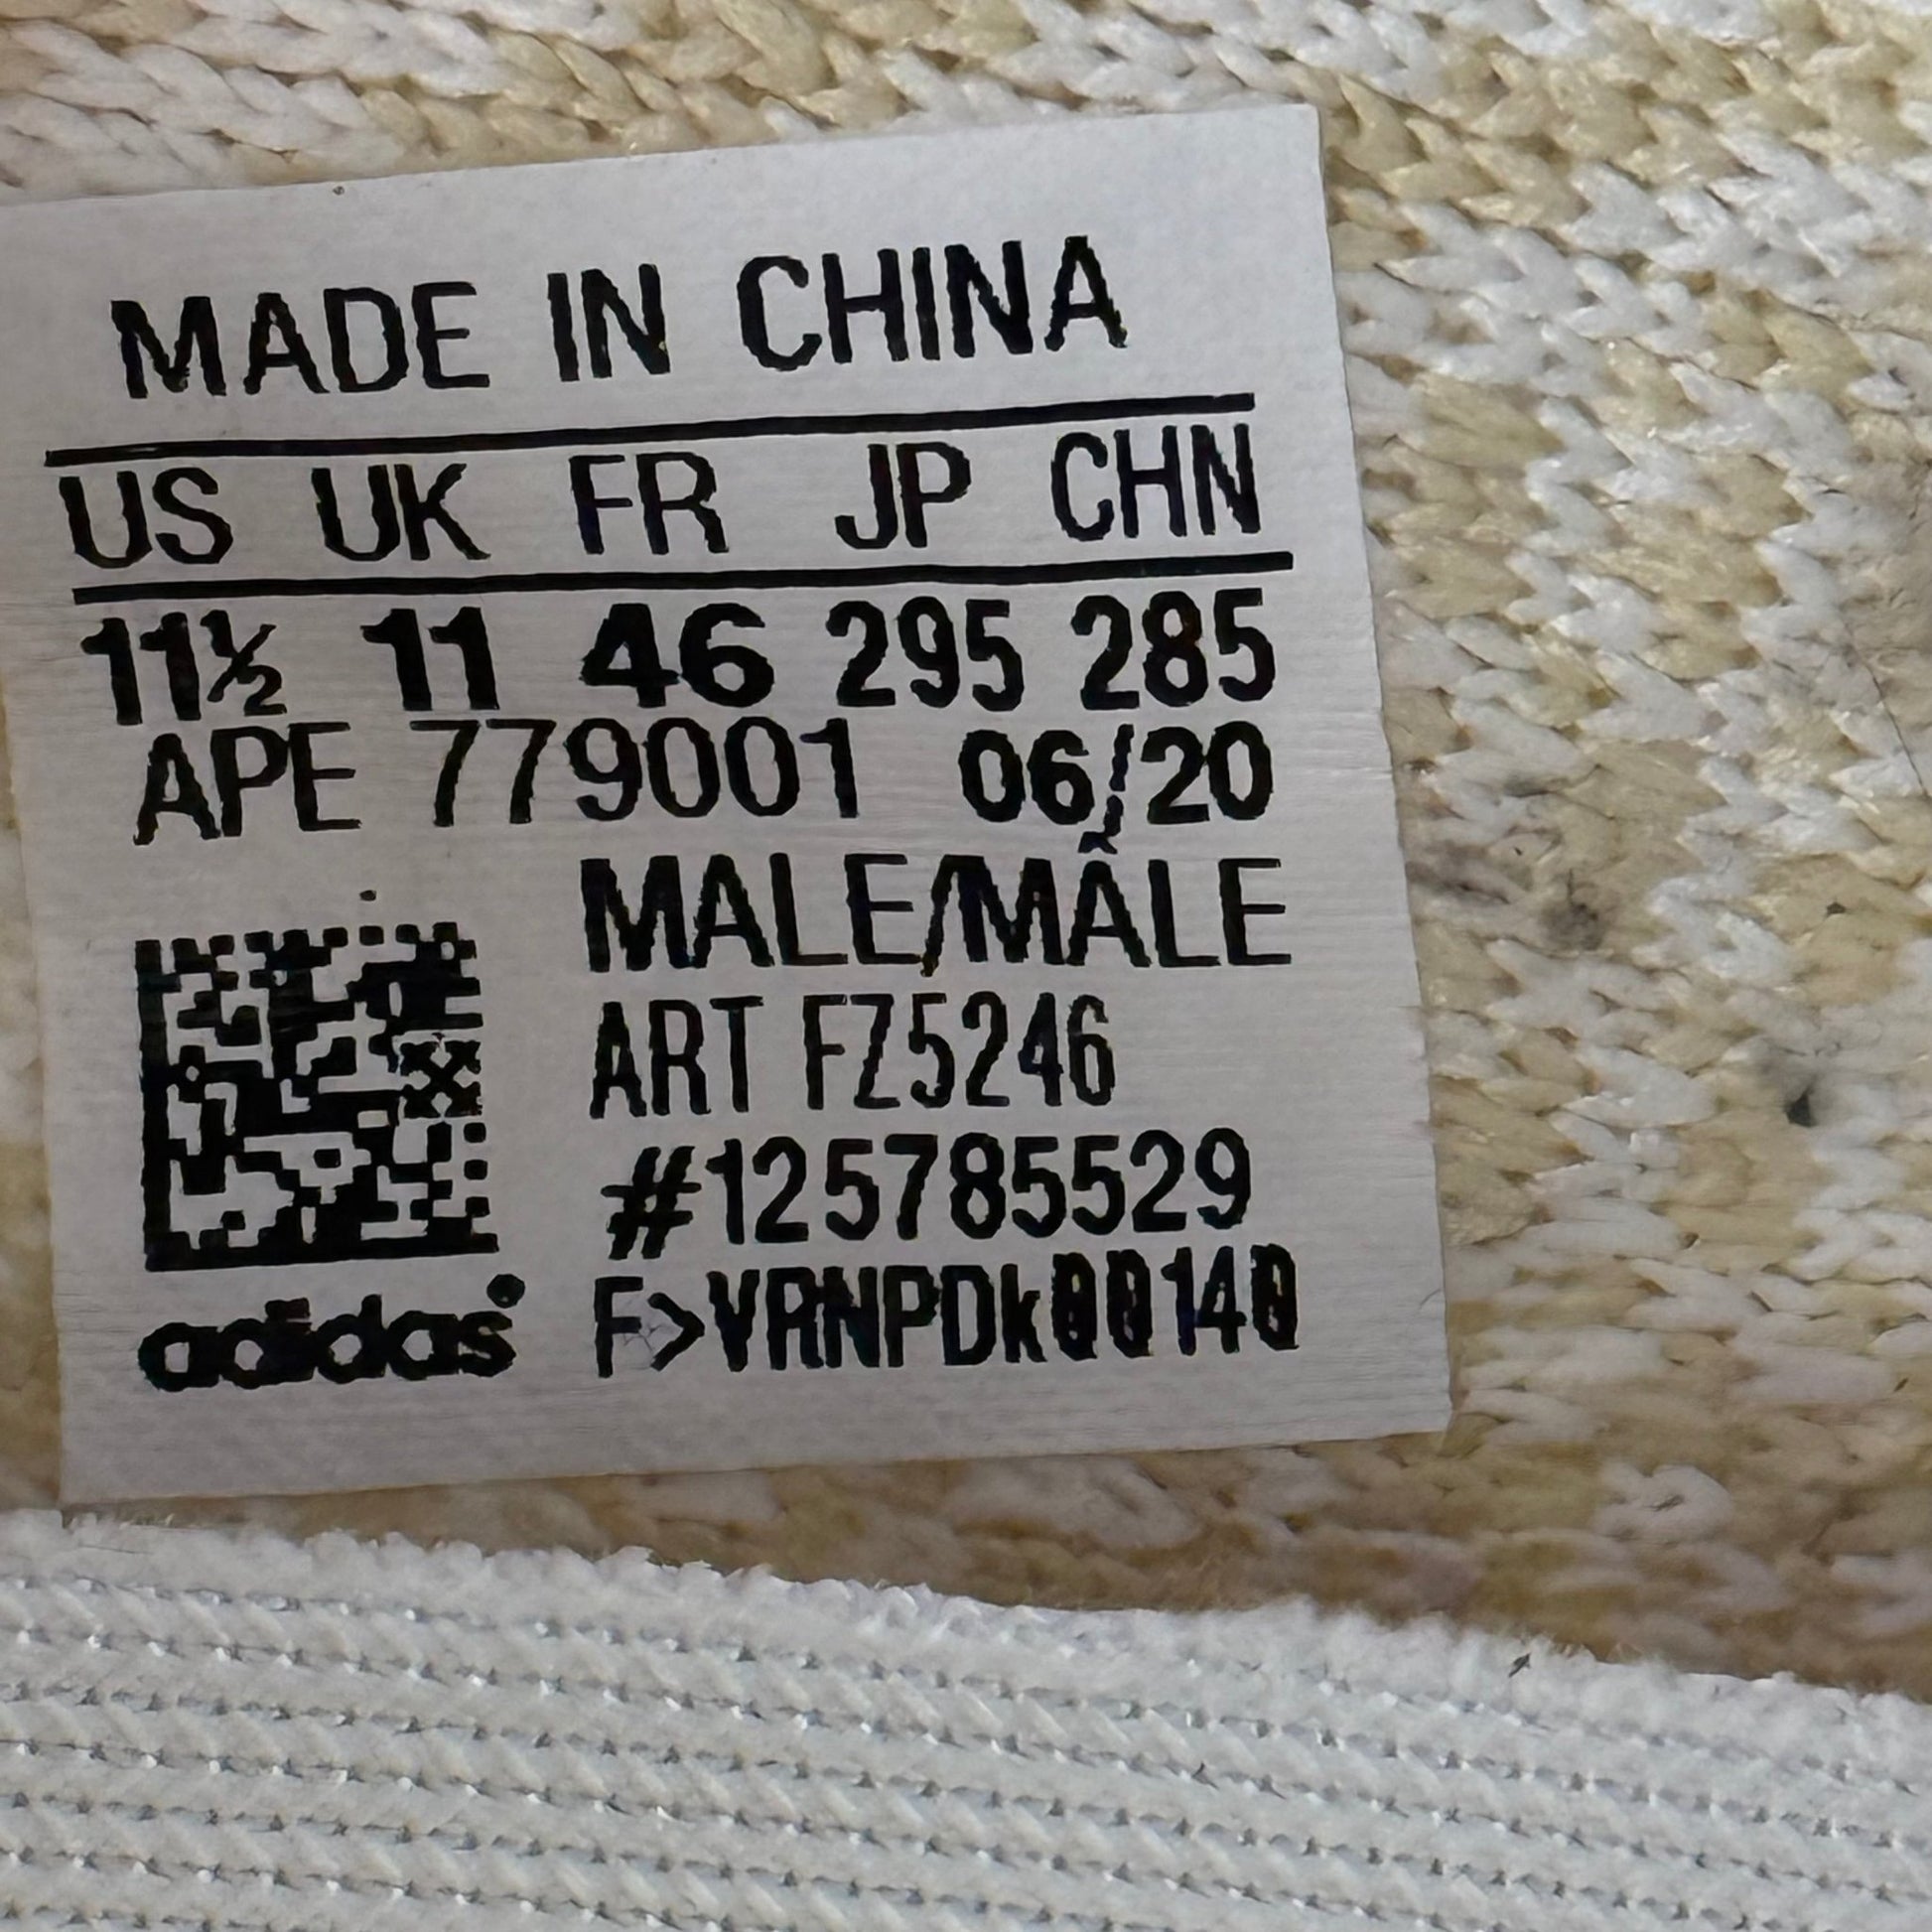 MADE IN CHINA
US UK FR JP CHN
11½ 11 46 295 285
APE 779001 06/20
MALE/MÂLE
ART FZ5246
#125785529
F>VRNPDk00140
adidas